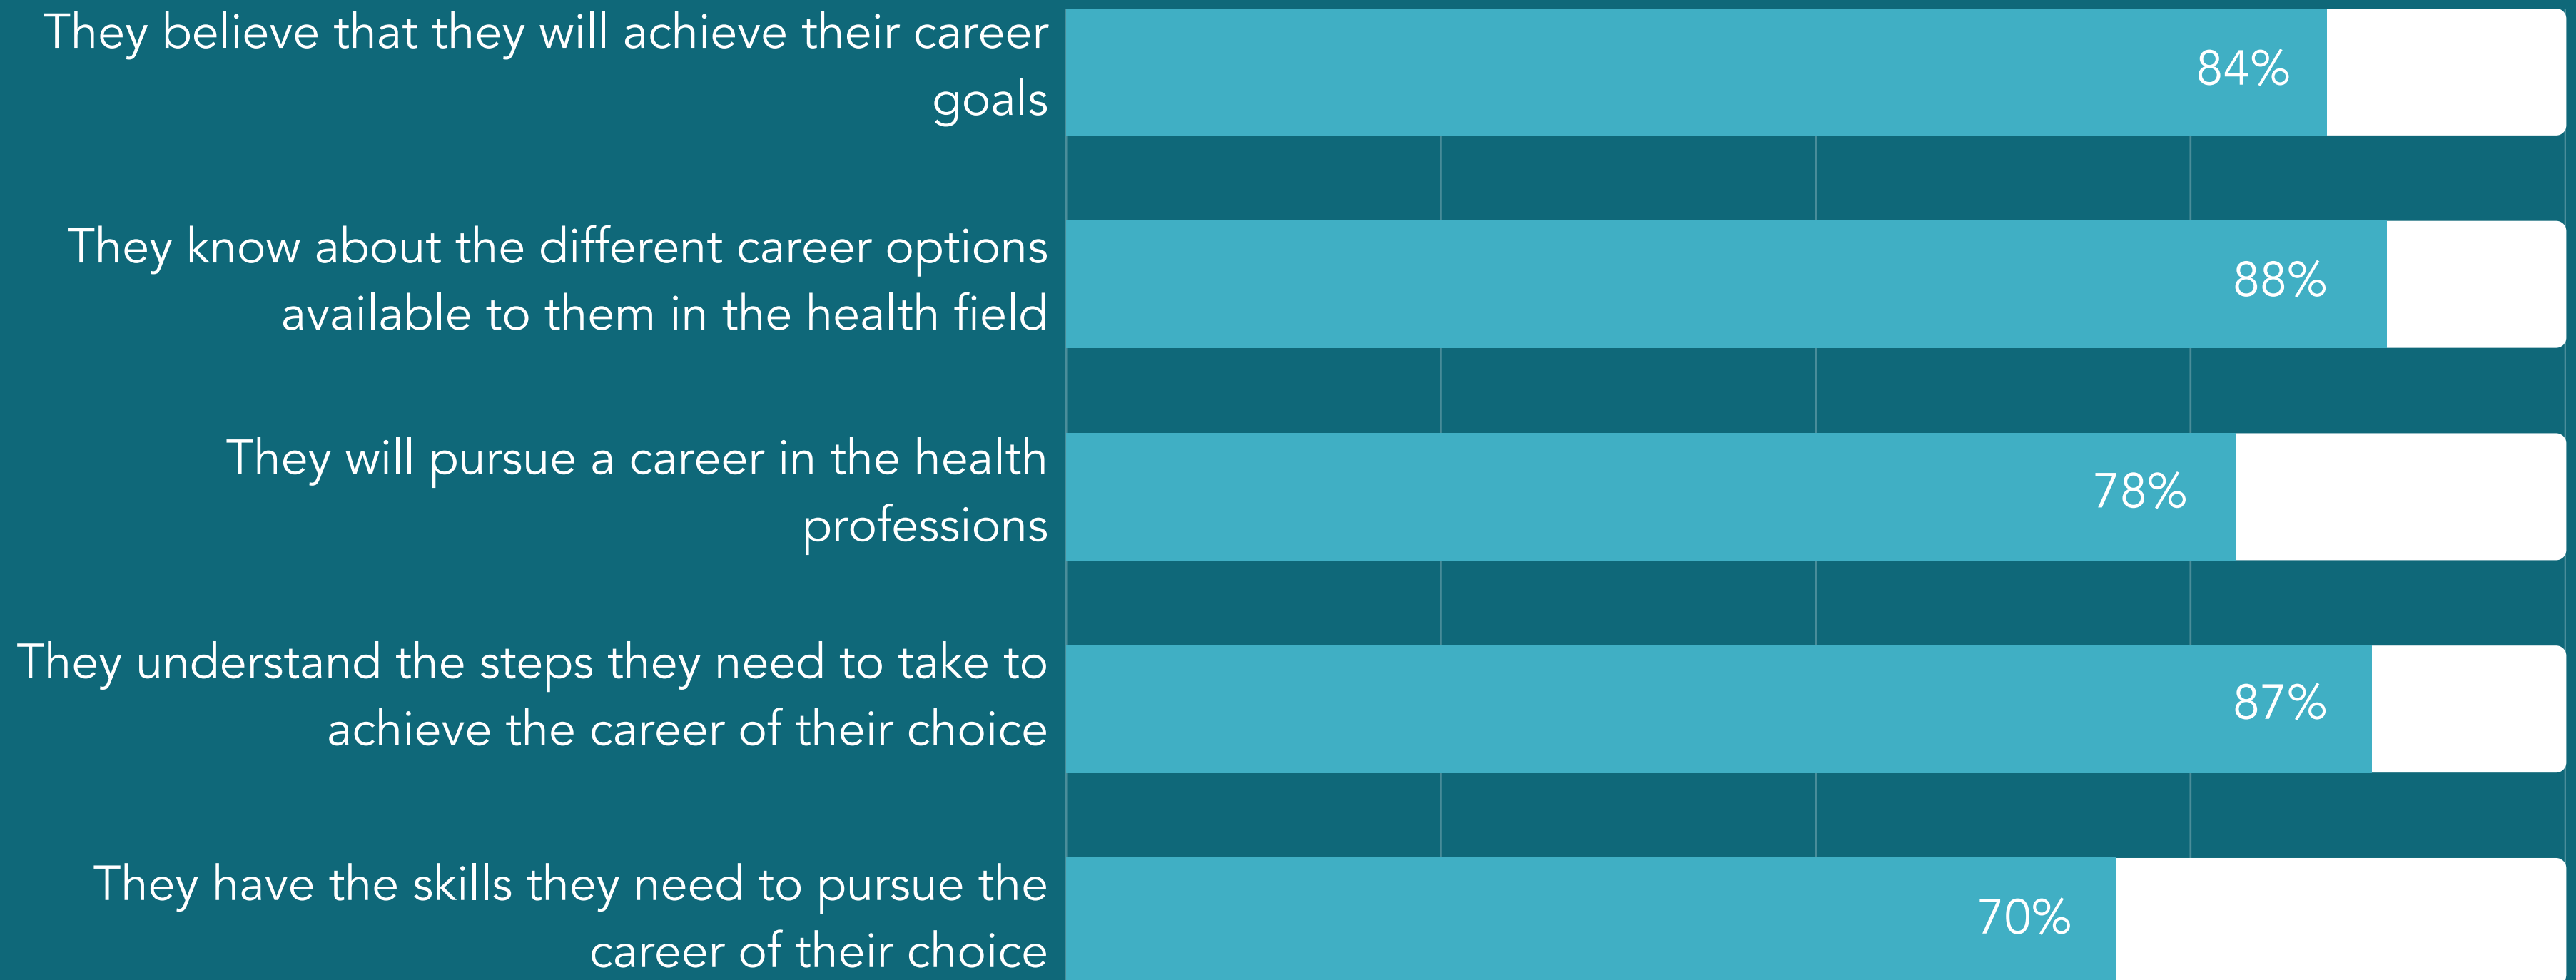 They believe that they will achieve their career
goals
84%
They know about the different career options
available to them in the health field
88%
They will pursue a career in the health
professions
78%
They understand the steps they need to take to
achieve the career of their choice
87%
They have the skills they need to pursue the
career of their choice
70%